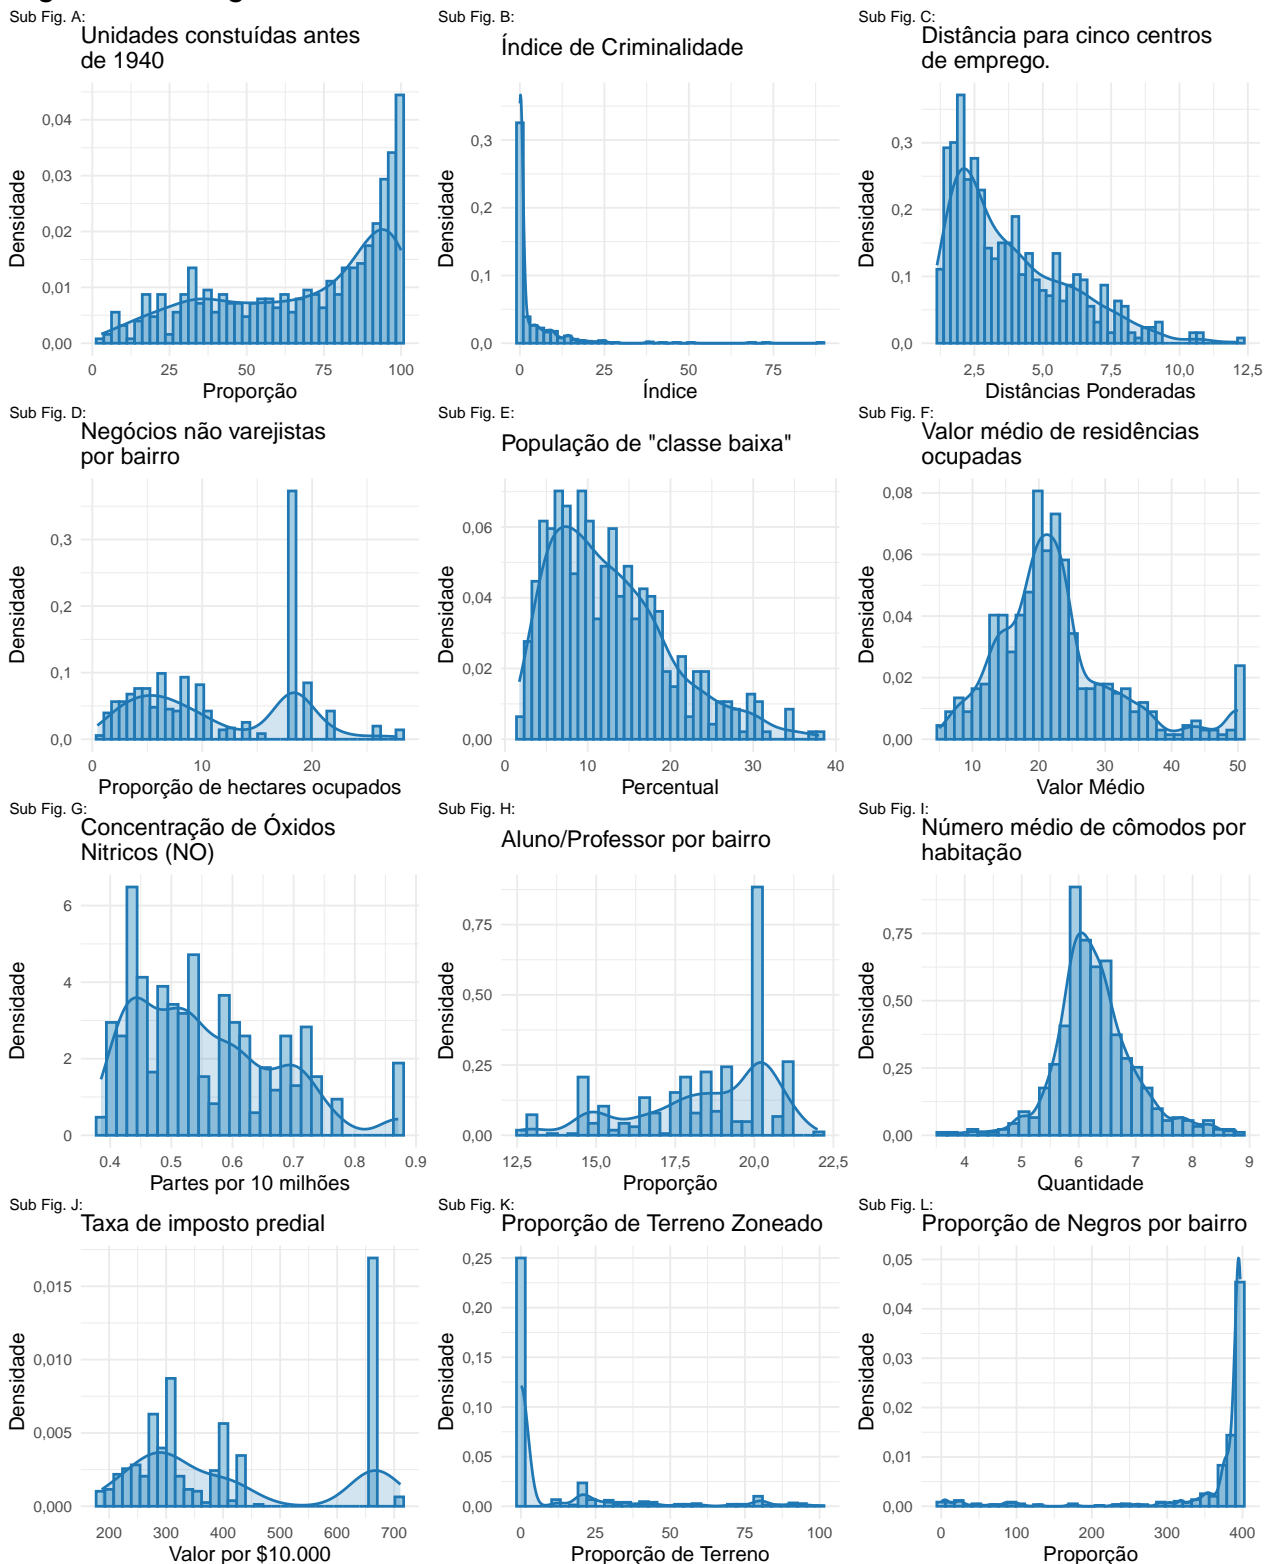 Sub Fig. A:
Unidades constuídas antes
de 1940
Densidade
0,04
0,03
0,02
0,01
0,00
0 25 50 75 100
Proporção
Sub Fig. B:
Índice de Criminalidade
Densidade
0,3
0,2
0,1
0,0
0 25 50 75
Índice
Sub Fig. C:
Distância para cinco centros
de emprego.
Densidade
0,3
0,2
0,1
0,0
2,5 5,0 7,5 10,0 12,5
Distâncias Ponderadas
Sub Fig. D:
Negócios não varejistas
por bairro
Densidade
0,3
0,2
0,1
0,0
0 10 20
Proporção de hectares ocupados
Sub Fig. E:
População de "classe baixa"
Densidade
0,06
0,04
0,02
0,00
0 10 20 30 40
Percentual
Sub Fig. F:
Valor médio de residências
ocupadas
Densidade
0,08
0,06
0,04
0,02
0,00
10 20 30 40 50
Valor Médio
Sub Fig. G:
Concentração de Óxidos
Nitricos (NO)
Densidade
6
4
2
0
0.4 0.5 0.6 0.7 0.8 0.9
Partes por 10 milhões
Sub Fig. H:
Aluno/Professor por bairro
Densidade
0,75
0,50
0,25
0,00
12,5 15,0 17,5 20,0 22,5
Proporção
Sub Fig. I:
Número médio de cômodos por
habitação
Densidade
0,75
0,50
0,25
0,00
4 5 6 7 8 9
Quantidade
Sub Fig. J:
Taxa de imposto predial
Densidade
0,015
0,010
0,005
0,000
200 300 400 500 600 700
Valor por $10.000
Sub Fig. K:
Proporção de Terreno Zoneado
Densidade
0,25
0,20
0,15
0,10
0,05
0,00
0 25 50 75 100
Proporção de Terreno
Sub Fig. L:
Proporção de Negros por bairro
Densidade
0,05
0,04
0,03
0,02
0,01
0,00
0 100 200 300 400
Proporção